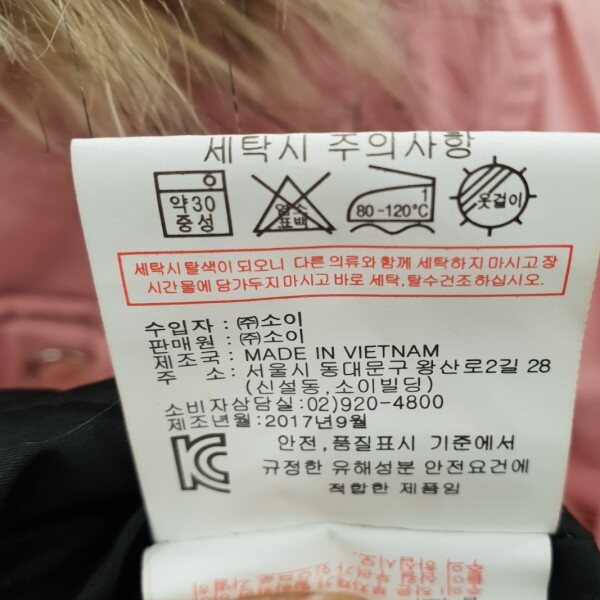 세탁시 주의사항
약30 중성
염소 표백
1
80-120℃
옷걸이
세탁시 탈색이 되오니 다른 의류와 함께 세탁하지 마시고 장
시간 물에 담가두지 마시고 바로 세탁, 탈수건조 하십시오.
수입자 : ㈜소이
판매원 : ㈜소이
제조국 : MADE IN VIETNAM
주 소 : 서울시 동대문구 왕산로2길 28
(신설동, 소이빌딩)
소비자상담실:02)920-4800
제조년월:2017년9월
안전,품질표시 기준에서
규정한 유해성분 안전요건에
적합한 제품임